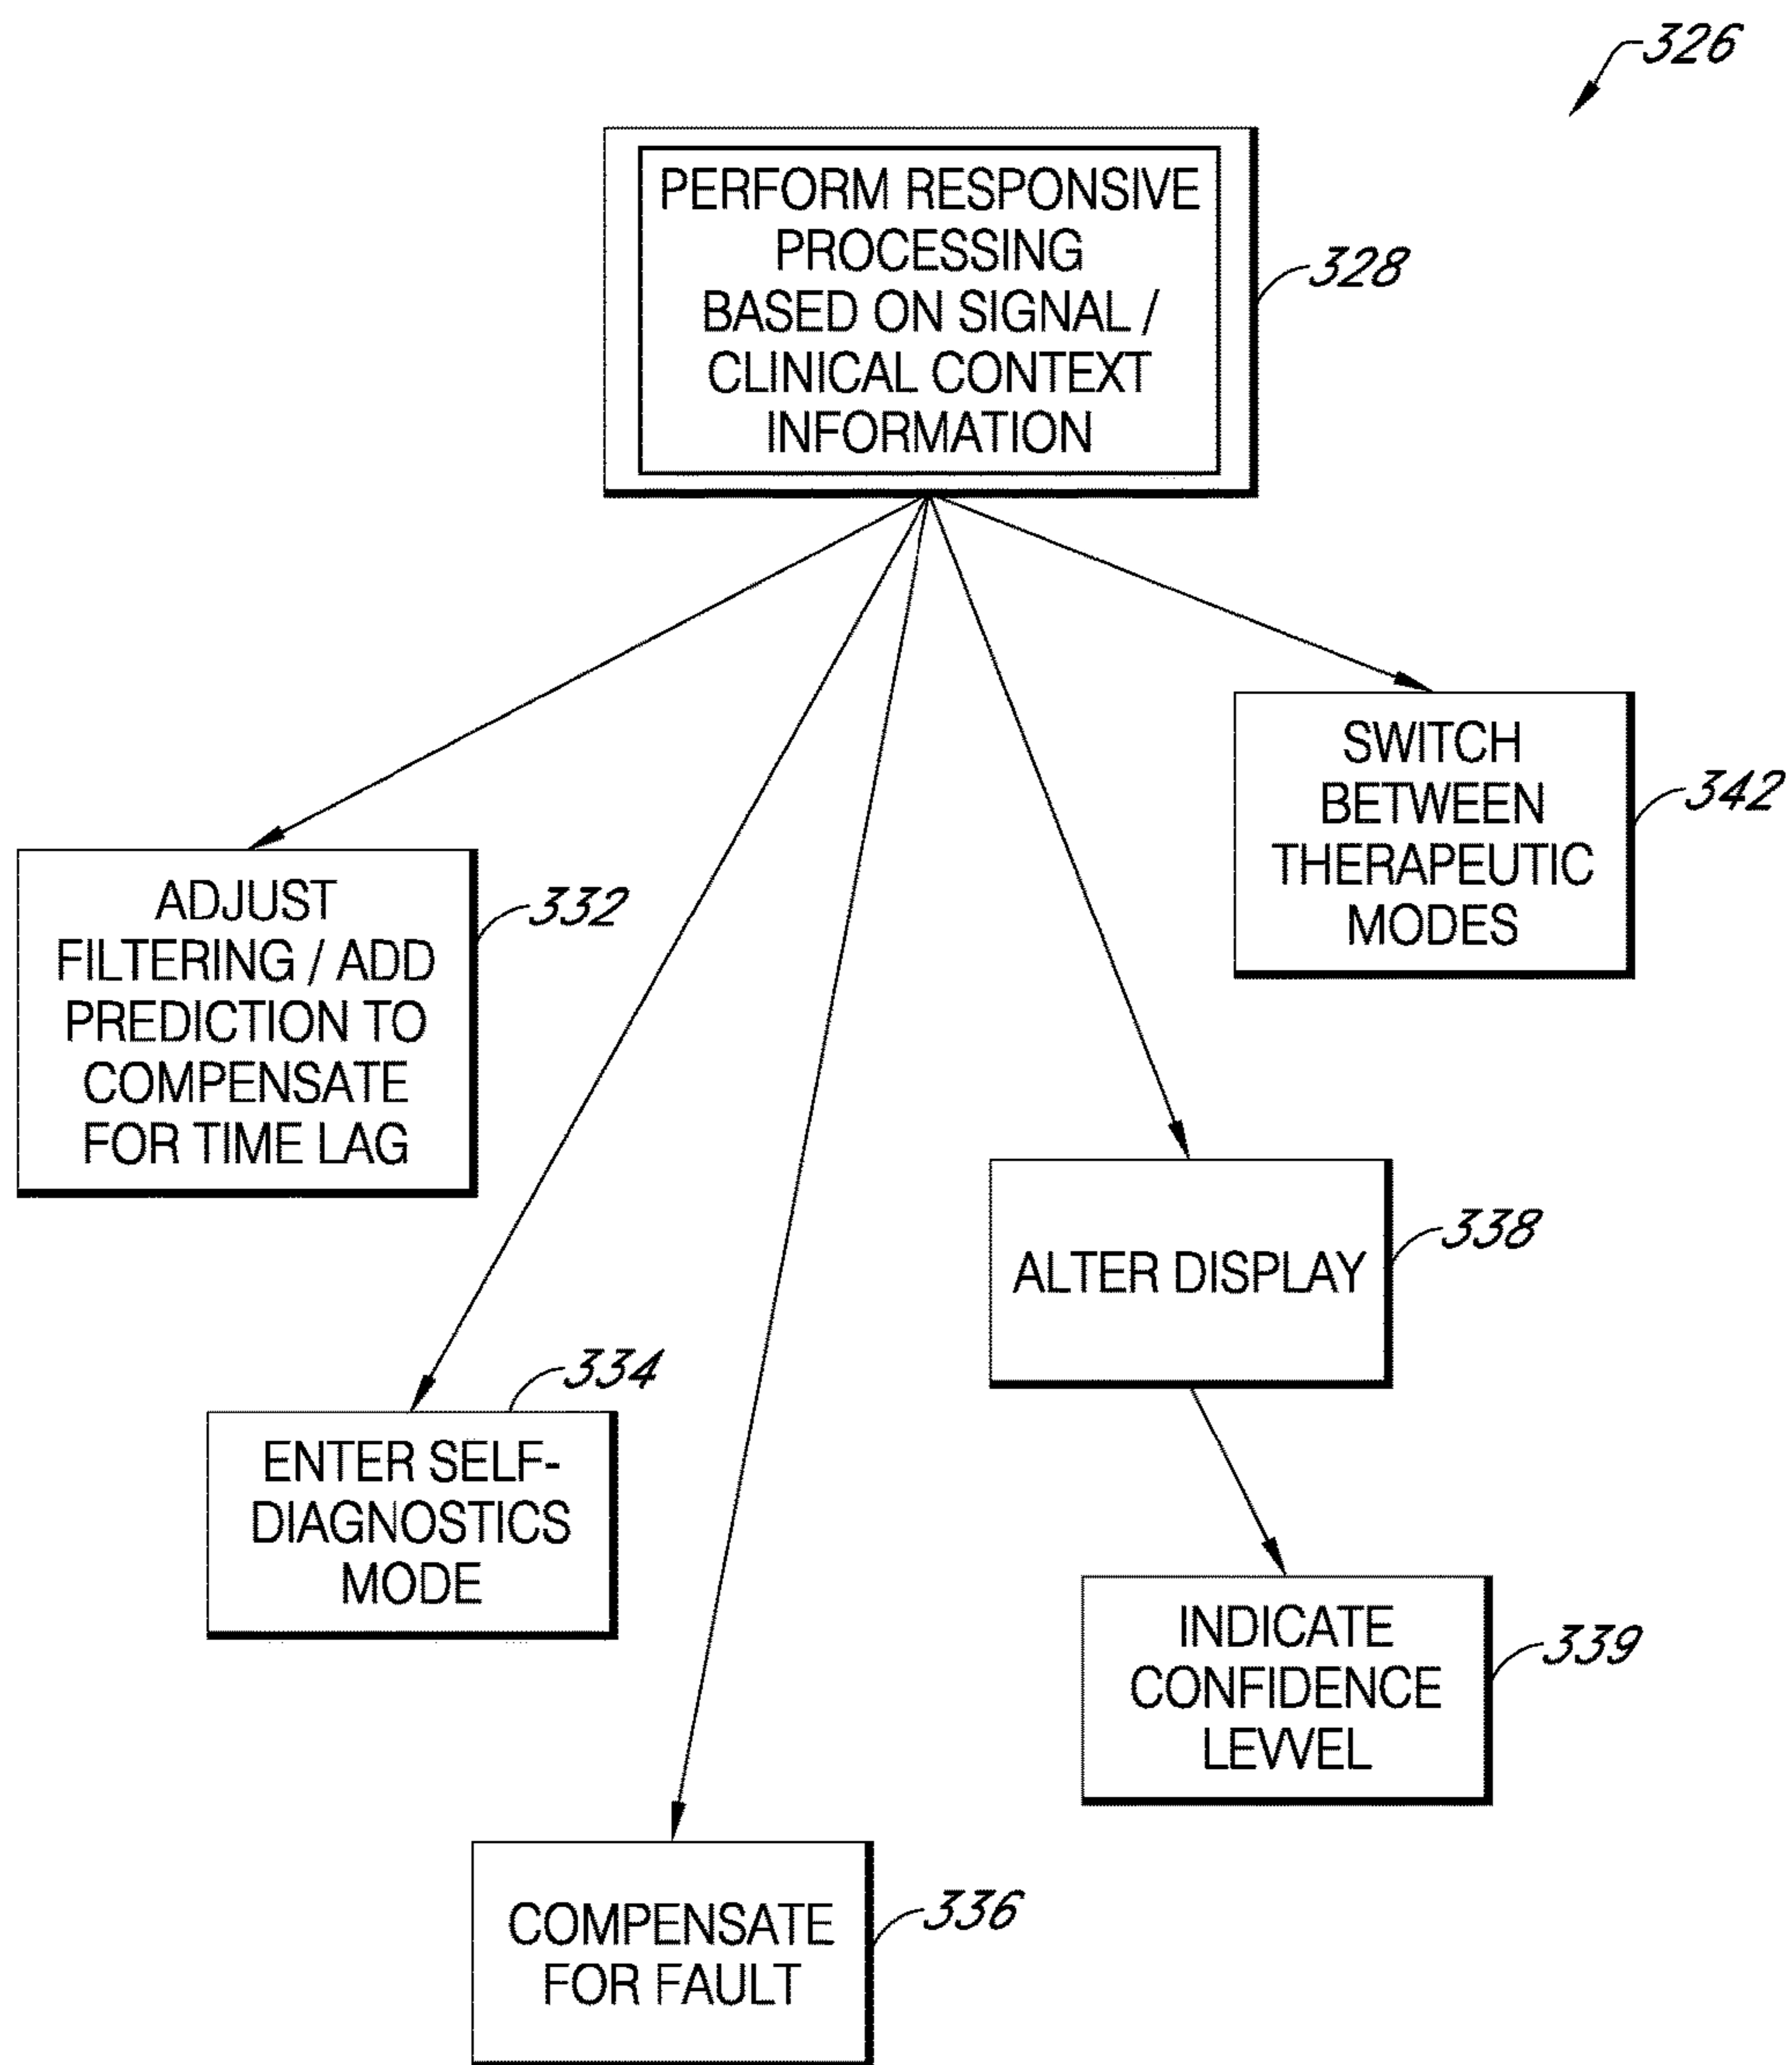 326
PERFORM RESPONSIVE
PROCESSING
BASED ON SIGNAL /
CLINICAL CONTEXT
INFORMATION
328
SWITCH
BETWEEN
THERAPEUTIC
MODES
342
ADJUST
FILTERING / ADD
PREDICTION TO
COMPENSATE
FOR TIME LAG
332
ALTER DISPLAY
338
334
ENTER SELF-
DIAGNOSTICS
MODE
INDICATE
CONFIDENCE
LEVVEL
339
COMPENSATE
FOR FAULT
336